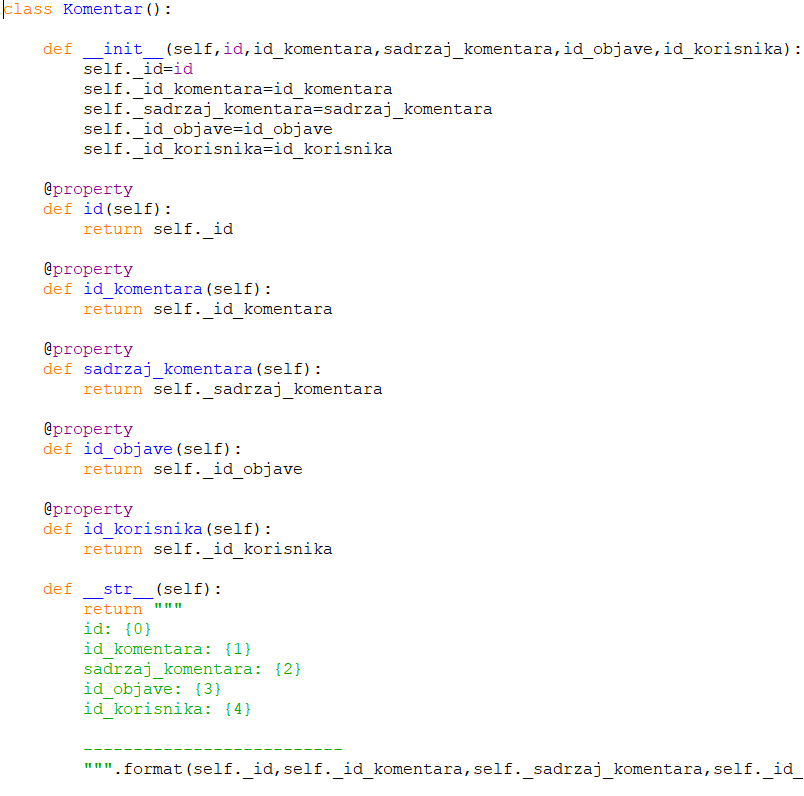 class Komentar():
    def __init__(self,id,id_komentara,sadrzaj_komentara,id_objave,id_korisnika):
        self._id=id
        self._id_komentara=id_komentara
        self._sadrzaj_komentara=sadrzaj_komentara
        self._id_objave=id_objave
        self._id_korisnika=id_korisnika
    @property
    def id(self):
        return self._id
    @property
    def id_komentara(self):
        return self._id_komentara
    @property
    def sadrzaj_komentara(self):
        return self._sadrzaj_komentara
    @property
    def id_objave(self):
        return self._id_objave
    @property
    def id_korisnika(self):
        return self._id_korisnika
    def __str__(self):
        return """
        id: {0}
        id_komentara: {1}
        sadrzaj_komentara: {2}
        id_objave: {3}
        id_korisnika: {4}
        --------------------------
        """.format(self._id,self._id_komentara,self._sadrzaj_komentara,self._id_